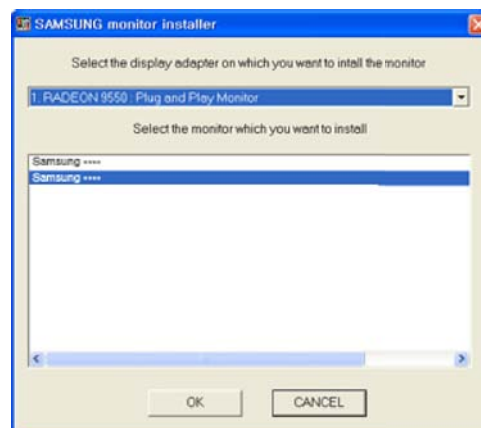 SAMSUNG monitor installer
Select the display adapter on which you want to intall the monitor
1. RADEON 9550 : Plug and Play Monitor
Select the monitor which you want to install
Samsung ****
Samsung ****
OK
CANCEL